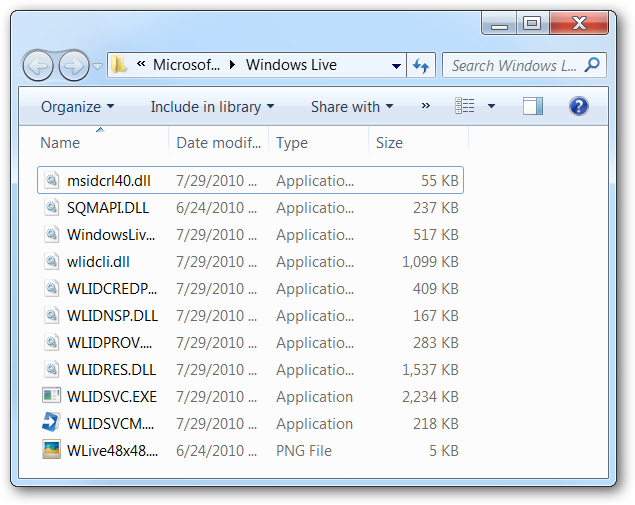 « Microsof... Windows Live Search Windows L...
Organize Include in library Share with »
Name Date modif... Type Size
msidcrl40.dll 7/29/2010 ... Applicatio... 55 KB
SQMAPI.DLL 6/24/2010 ... Applicatio... 237 KB
WindowsLiv... 7/29/2010 ... Applicatio... 517 KB
wlidcli.dll 7/29/2010 ... Applicatio... 1,099 KB
WLIDCREDP... 7/29/2010 ... Applicatio... 409 KB
WLIDNSP.DLL 7/29/2010 ... Applicatio... 167 KB
WLIDPROV.... 7/29/2010 ... Applicatio... 283 KB
WLIDRES.DLL 7/29/2010 ... Applicatio... 1,537 KB
WLIDSVC.EXE 7/29/2010 ... Application 2,234 KB
WLIDSVCM.... 7/29/2010 ... Application 218 KB
WLive48x48.... 6/24/2010 ... PNG File 5 KB